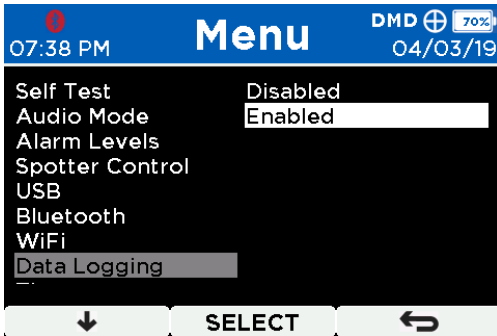 07:38 PM
Menu
DMD 70%
04/03/19
Self Test
Disabled
Audio Mode
Enabled
Alarm Levels
Spotter Control
USB
Bluetooth
WiFi
Data Logging
SELECT